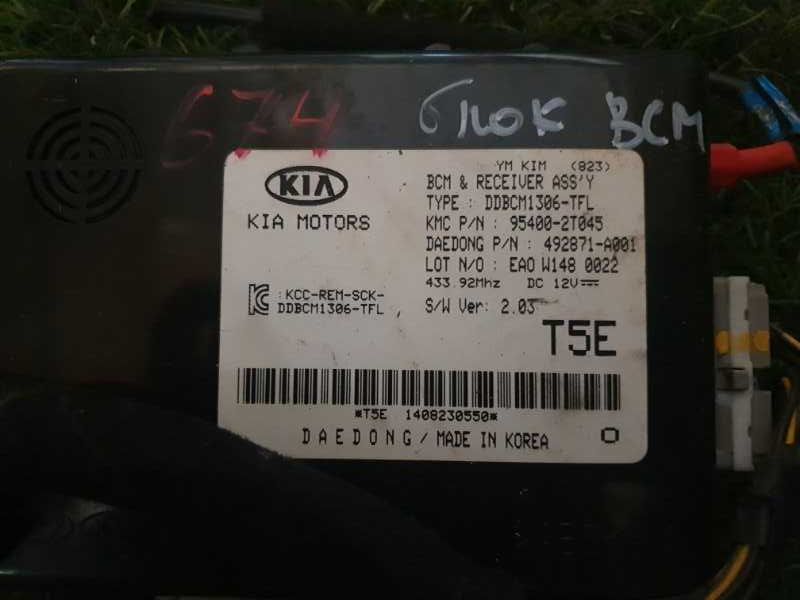 674 блок BCM
YM KIM (823)
KIA
KIA MOTORS
BCM & RECEIVER ASS'Y
TYPE : DDBCM1306-TFL
KMC P/N : 95400-2T045
DAEDONG P/N : 492871-A001
LOT N/O : EAO W148 0022
433.92Mhz DC 12V
:KCC-REM-SCK-
DDBCM1306-TFL
S/W Ver: 2.03
T5E
*T5E 1408230550*
DAEDONG / MADE IN KOREA O